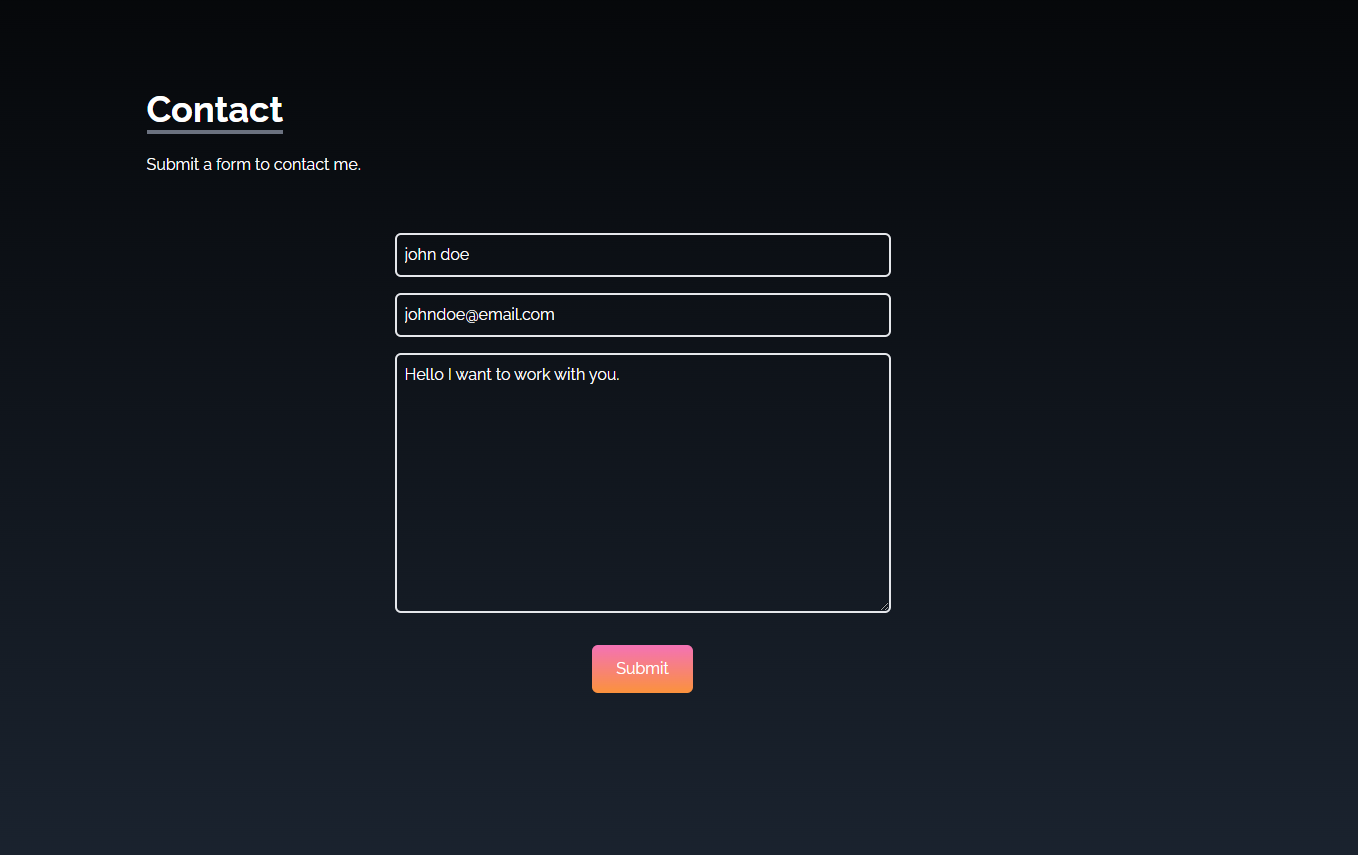 Contact
Submit a form to contact me.
john doe
johndoe@email.com
Hello I want to work with you.
Submit